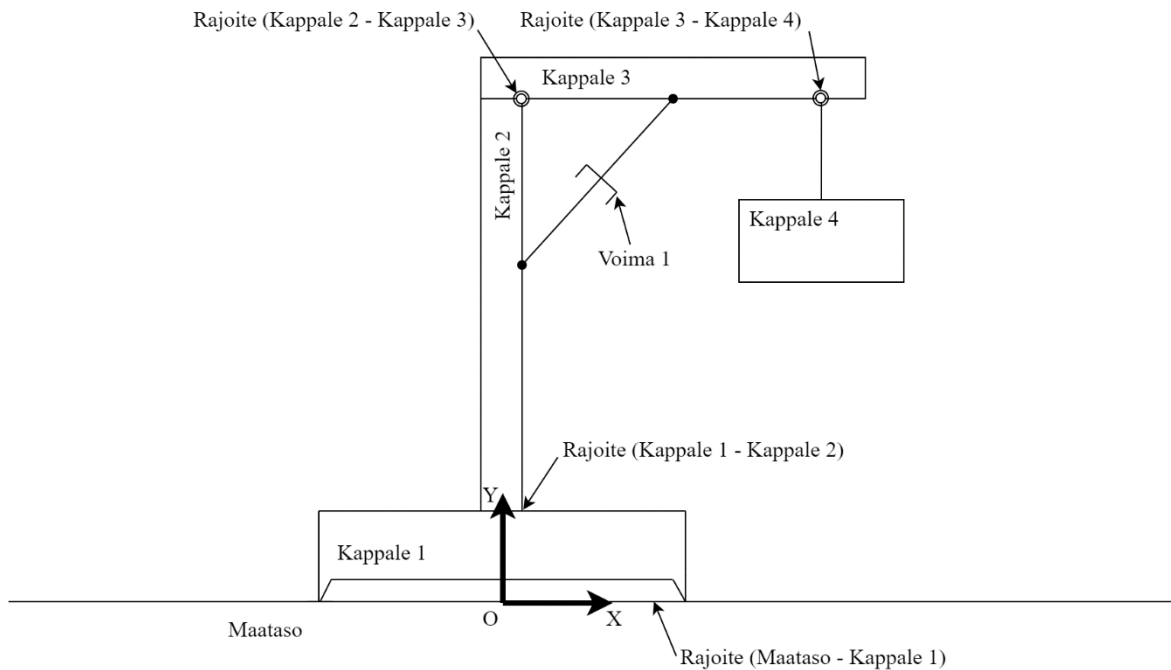 Rajoite (Kappale 2 - Kappale 3)
Rajoite (Kappale 3 - Kappale 4)
Kappale 3
Kappale 2
Kappale 4
Voima 1
Rajoite (Kappale 1 - Kappale 2)
Y
Kappale 1
O
X
Maataso
Rajoite (Maataso - Kappale 1)